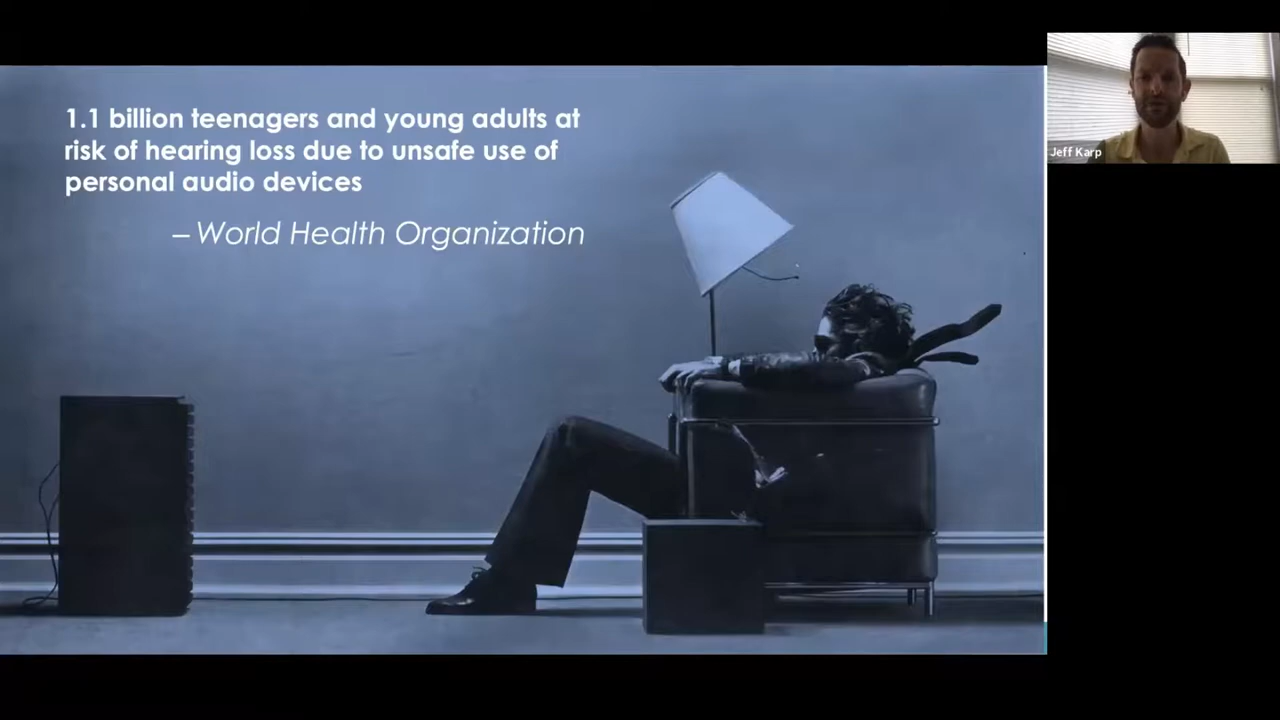 1.1 billion teenagers and young adults at
risk of hearing loss due to unsafe use of
personal audio devices
– World Health Organization
Jeff Karp